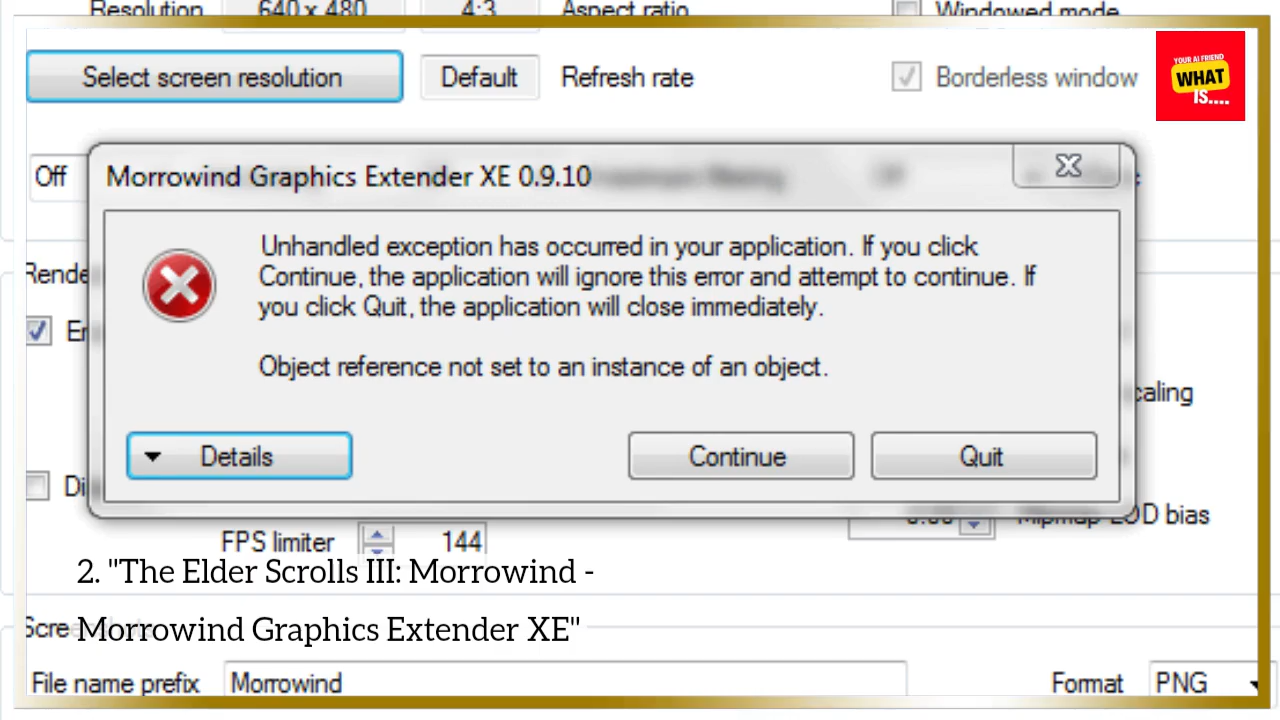 Resolution 640 x 480 4:3 Aspect ratio Windowed mode
Select screen resolution Default Refresh rate Borderless window
YOUR AI FRIEND
WHAT
IS....
Off
Morrowind Graphics Extender XE 0.9.10
Unhandled exception has occurred in your application. If you click
Continue, the application will ignore this error and attempt to continue. If
you click Quit, the application will close immediately.
Object reference not set to an instance of an object.
Details Continue Quit
FPS limiter 144
LOD bias
2. "The Elder Scrolls III: Morrowind -
Morrowind Graphics Extender XE"
File name prefix Morrowind Format PNG